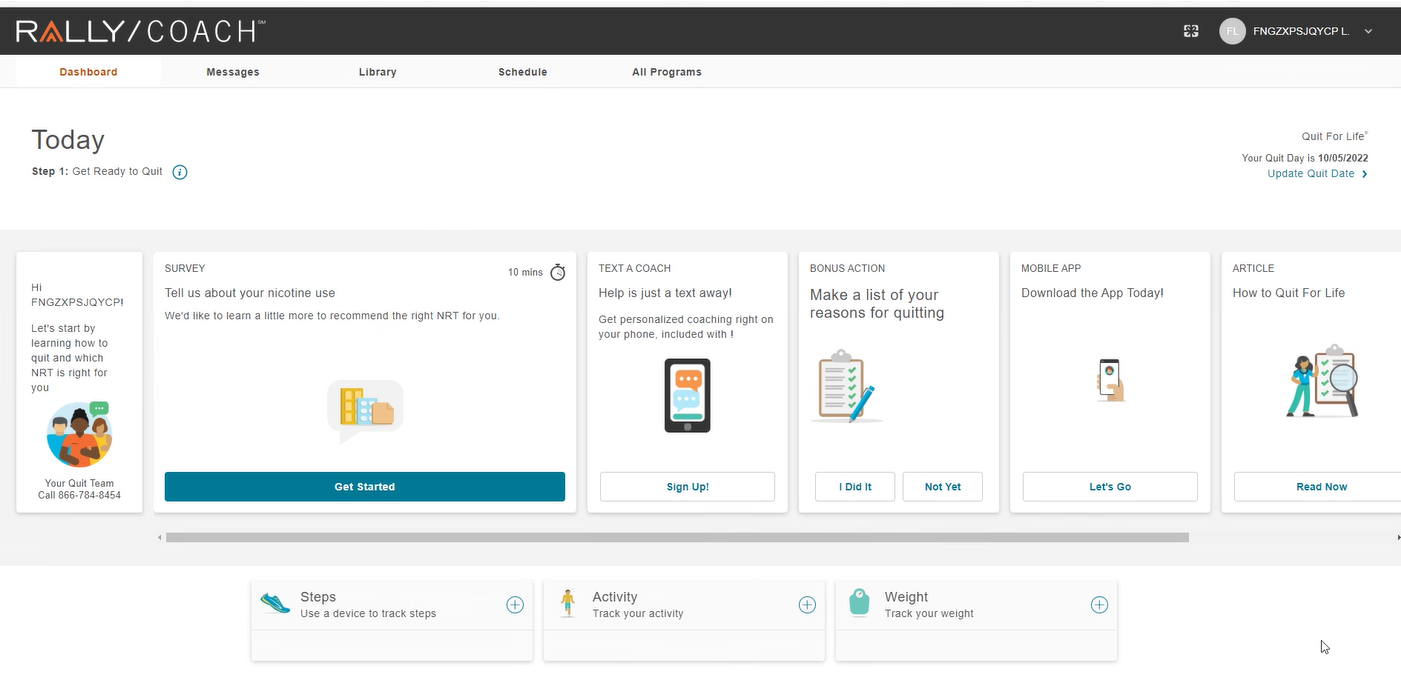 RALLY/COACH℠
FL
FNGZXPSJQYCP L.
Dashboard
Messages
Library
Schedule
All Programs
Today
Step 1: Get Ready to Quit
i
Quit For Life®
Your Quit Day is 10/05/2022
Update Quit Date
Hi
FNGZXPSJQYCP!
Let's start by
learning how to
quit and which
NRT is right for
you
Your Quit Team
Call 866-784-8454
SURVEY
10 mins
Tell us about your nicotine use
We'd like to learn a little more to recommend the right NRT for you.
Get Started
TEXT A COACH
Help is just a text away!
Get personalized coaching right on
your phone, included with !
Sign Up!
BONUS ACTION
Make a list of your
reasons for quitting
I Did It
Not Yet
MOBILE APP
Download the App Today!
Let's Go
ARTICLE
How to Quit For Life
Read Now
Steps
Use a device to track steps
Activity
Track your activity
Weight
Track your weight